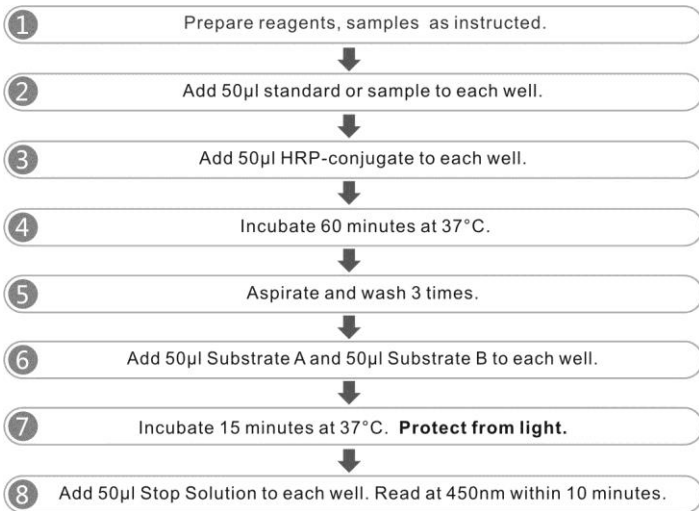 1 Prepare reagents, samples as instructed.
2 Add 50µl standard or sample to each well.
3 Add 50µl HRP-conjugate to each well.
4 Incubate 60 minutes at 37°C.
5 Aspirate and wash 3 times.
6 Add 50µl Substrate A and 50µl Substrate B to each well.
7 Incubate 15 minutes at 37°C. Protect from light.
8 Add 50µl Stop Solution to each well. Read at 450nm within 10 minutes.